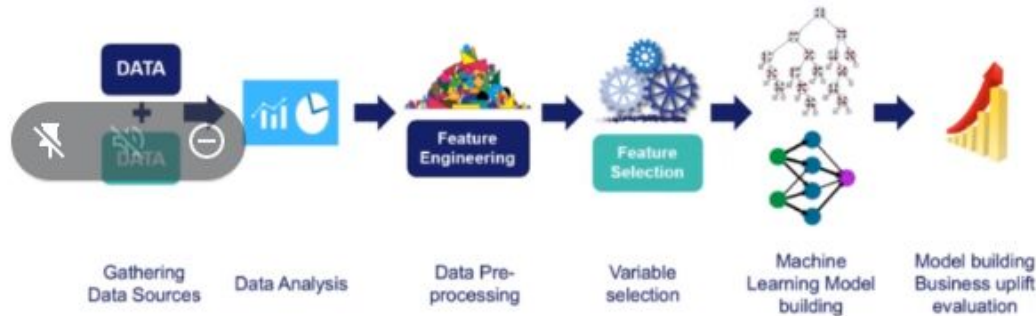 DATA
+
DATA
Feature
Engineering
Feature
Selection
Gathering
Data Sources
Data Analysis
Data Pre-
processing
Variable
selection
Machine
Learning Model
building
Model building
Business uplift
evaluation